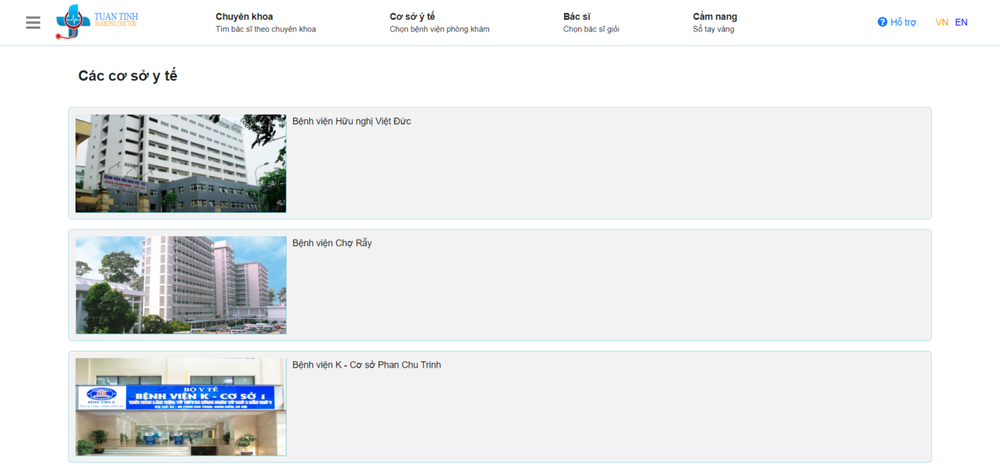 TUAN TINH
BOOKING DOCTOR
Chuyên khoa
Tìm bác sĩ theo chuyên khoa
Cơ sở ý tế
Chọn bệnh viện phòng khám
Bác sĩ
Chọn bác sĩ giỏi
Cẩm nang
Sổ tay vàng
Hỗ trợ
VN EN
Các cơ sở y tế
Bệnh viện Hữu nghị Việt Đức
BỆNH VIỆN HỮU NGHỊ VIỆT ĐỨC
Bệnh viện Chợ Rẫy
Bệnh viện K - Cơ sở Phan Chu Trinh
BỘ Y TẾ
BỆNH VIỆN K - CƠ SỞ 1
BỆNH VIỆN K